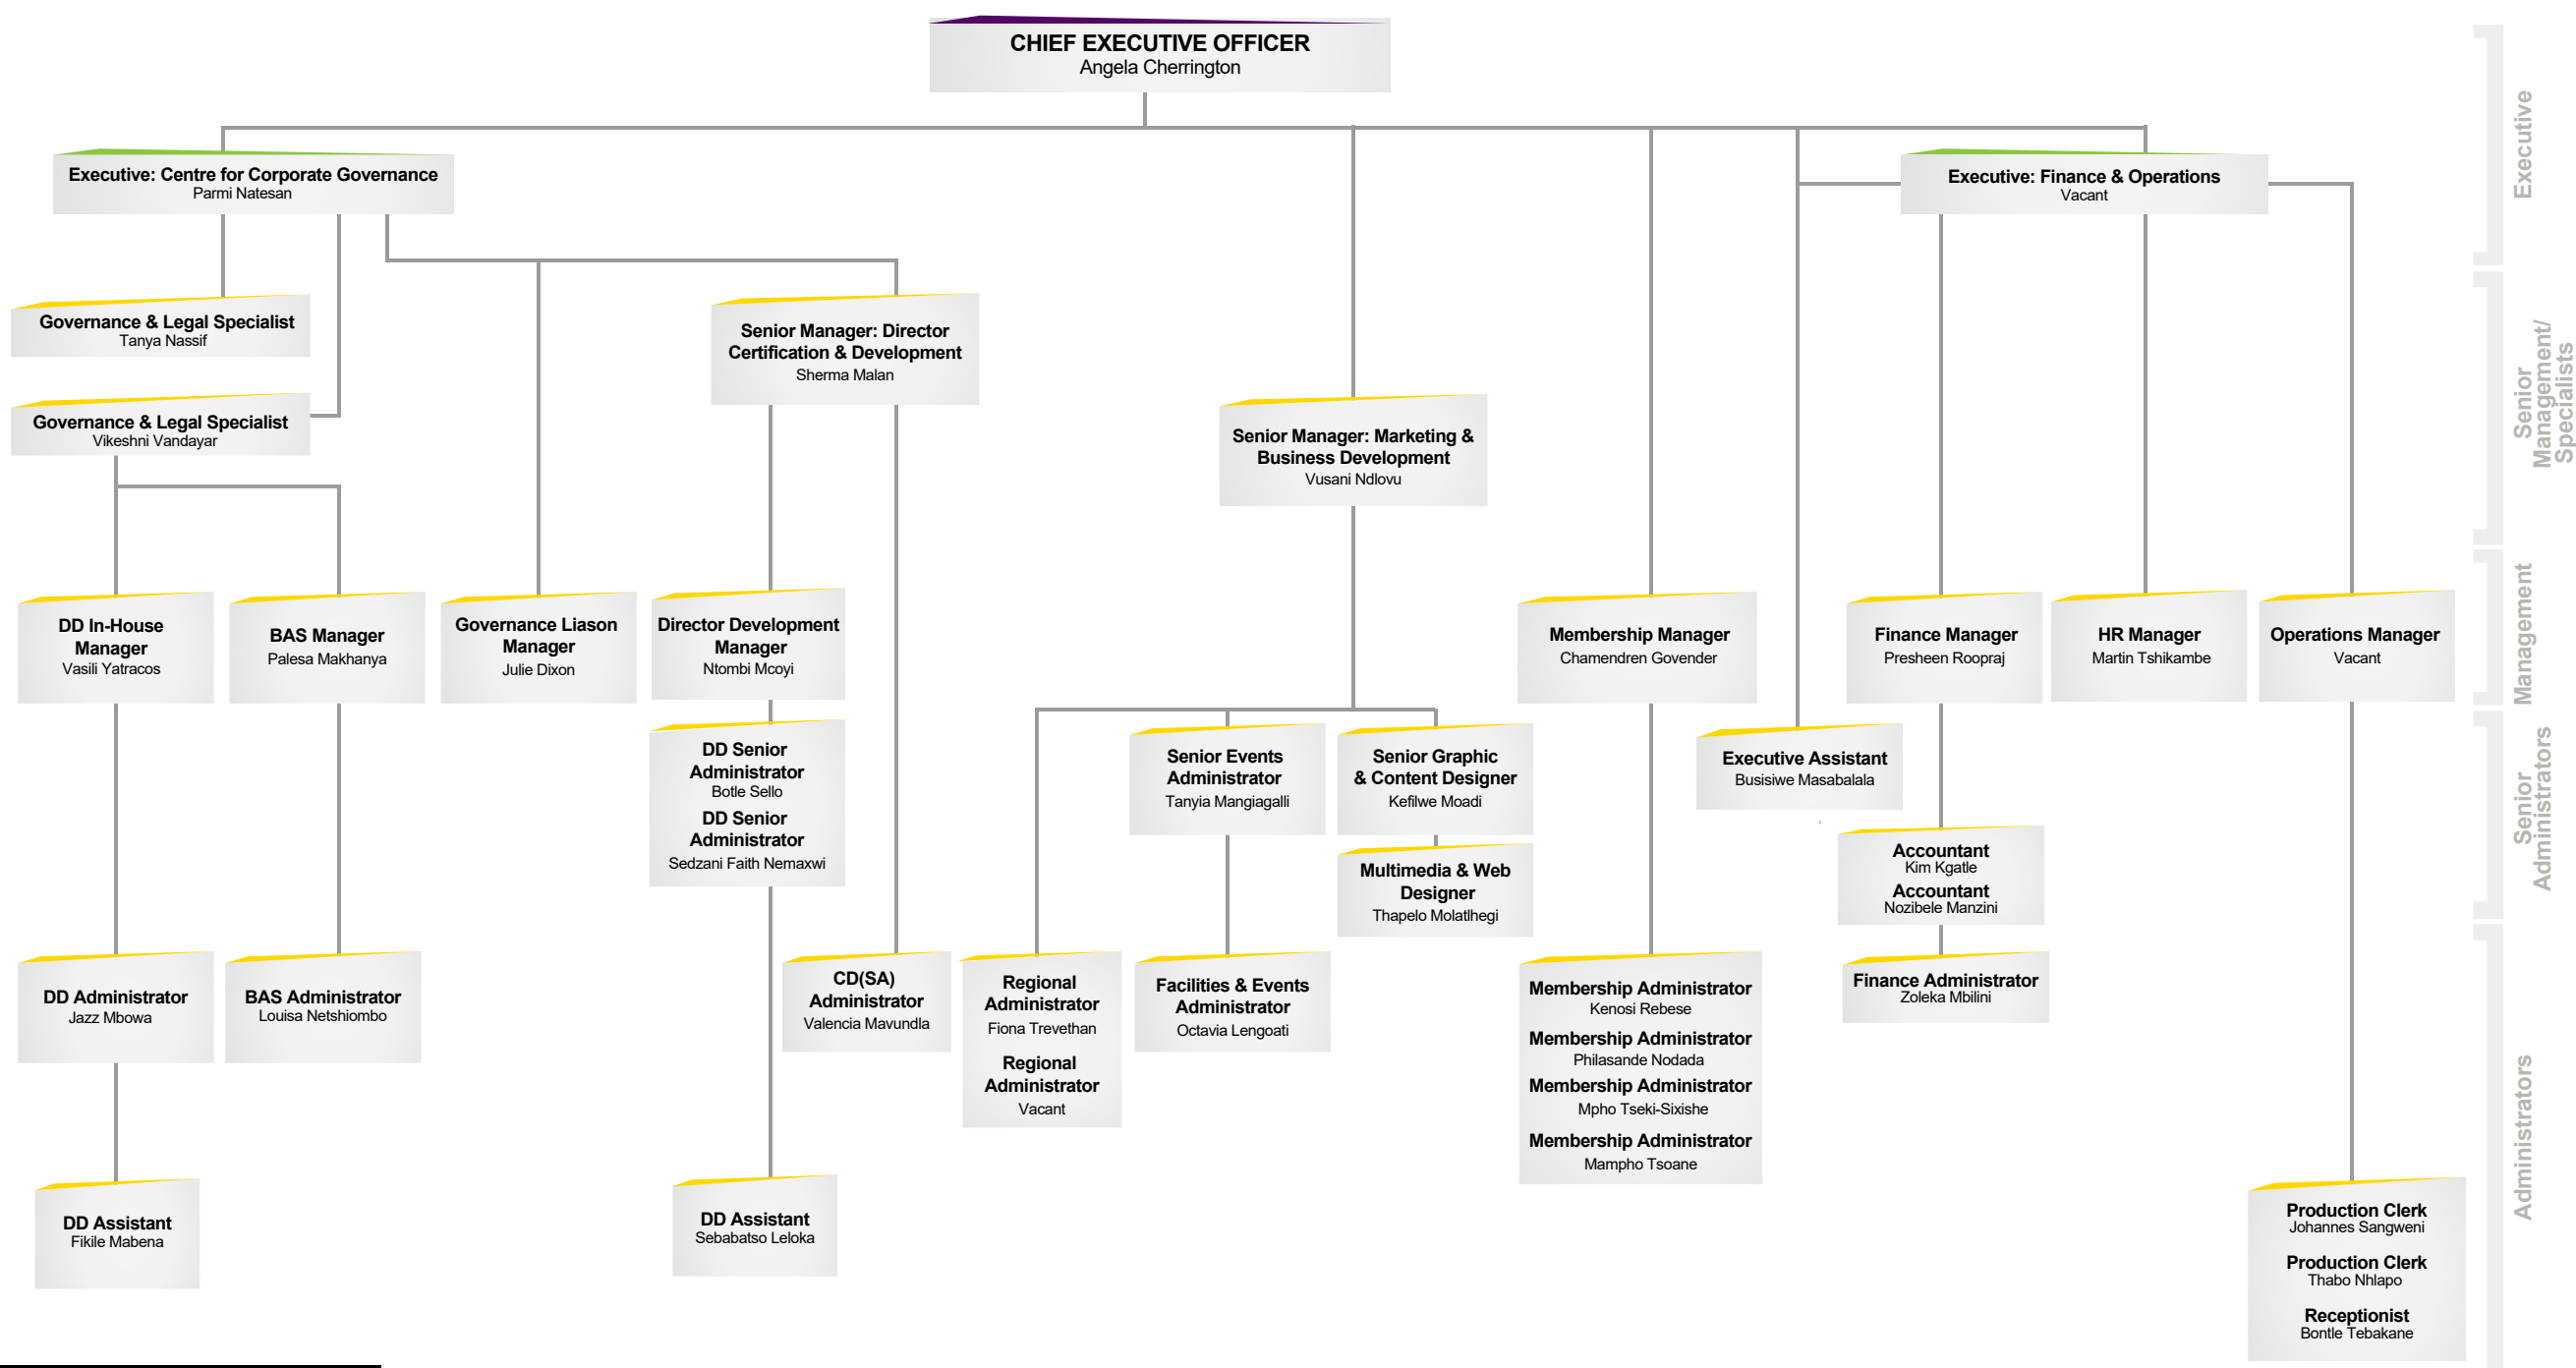 CHIEF EXECUTIVE OFFICER
Angela Cherrington
Executive: Centre for Corporate Governance
Parmi Natesan
Executive: Finance & Operations
Vacant
Executive
Governance & Legal Specialist
Tanya Nassif
Senior Manager: Director
Certification & Development
Sherma Malan
Governance & Legal Specialist
Vikeshni Vandayar
Senior Manager: Marketing &
Business Development
Vusani Ndlovu
Senior
Management/
Specialists
DD In-House
Manager
Vasili Yatracos
BAS Manager
Palesa Makhanya
Governance Liason
Manager
Julie Dixon
Director Development
Manager
Ntombi Mcoyi
Membership Manager
Chamendren Govender
Finance Manager
Presheen Roopraj
HR Manager
Martin Tshikambe
Operations Manager
Vacant
Management
DD Senior
Administrator
Botle Sello
DD Senior
Administrator
Sedzani Faith Nemaxwi
Senior Events
Administrator
Tanyia Mangiagalli
Senior Graphic
& Content Designer
Kefilwe Moadi
Multimedia & Web
Designer
Thapelo Molatlhegi
Executive Assistant
Busisiwe Masabalala
Accountant
Kim Kgatle
Accountant
Nozibele Manzini
Senior
Administrators
DD Administrator
Jazz Mbowa
BAS Administrator
Louisa Netshiombo
CD(SA)
Administrator
Valencia Mavundla
Regional
Administrator
Fiona Trevethan
Regional
Administrator
Vacant
Facilities & Events
Administrator
Octavia Lengoati
Membership Administrator
Kenosi Rebese
Membership Administrator
Philasande Nodada
Membership Administrator
Mpho Tseki-Sixishe
Membership Administrator
Mampho Tsoane
Finance Administrator
Zoleka Mbilini
DD Assistant
Fikile Mabena
DD Assistant
Sebabatso Leloka
Production Clerk
Johannes Sangweni
Production Clerk
Thabo Nhlapo
Receptionist
Bontle Tebakane
Administrators